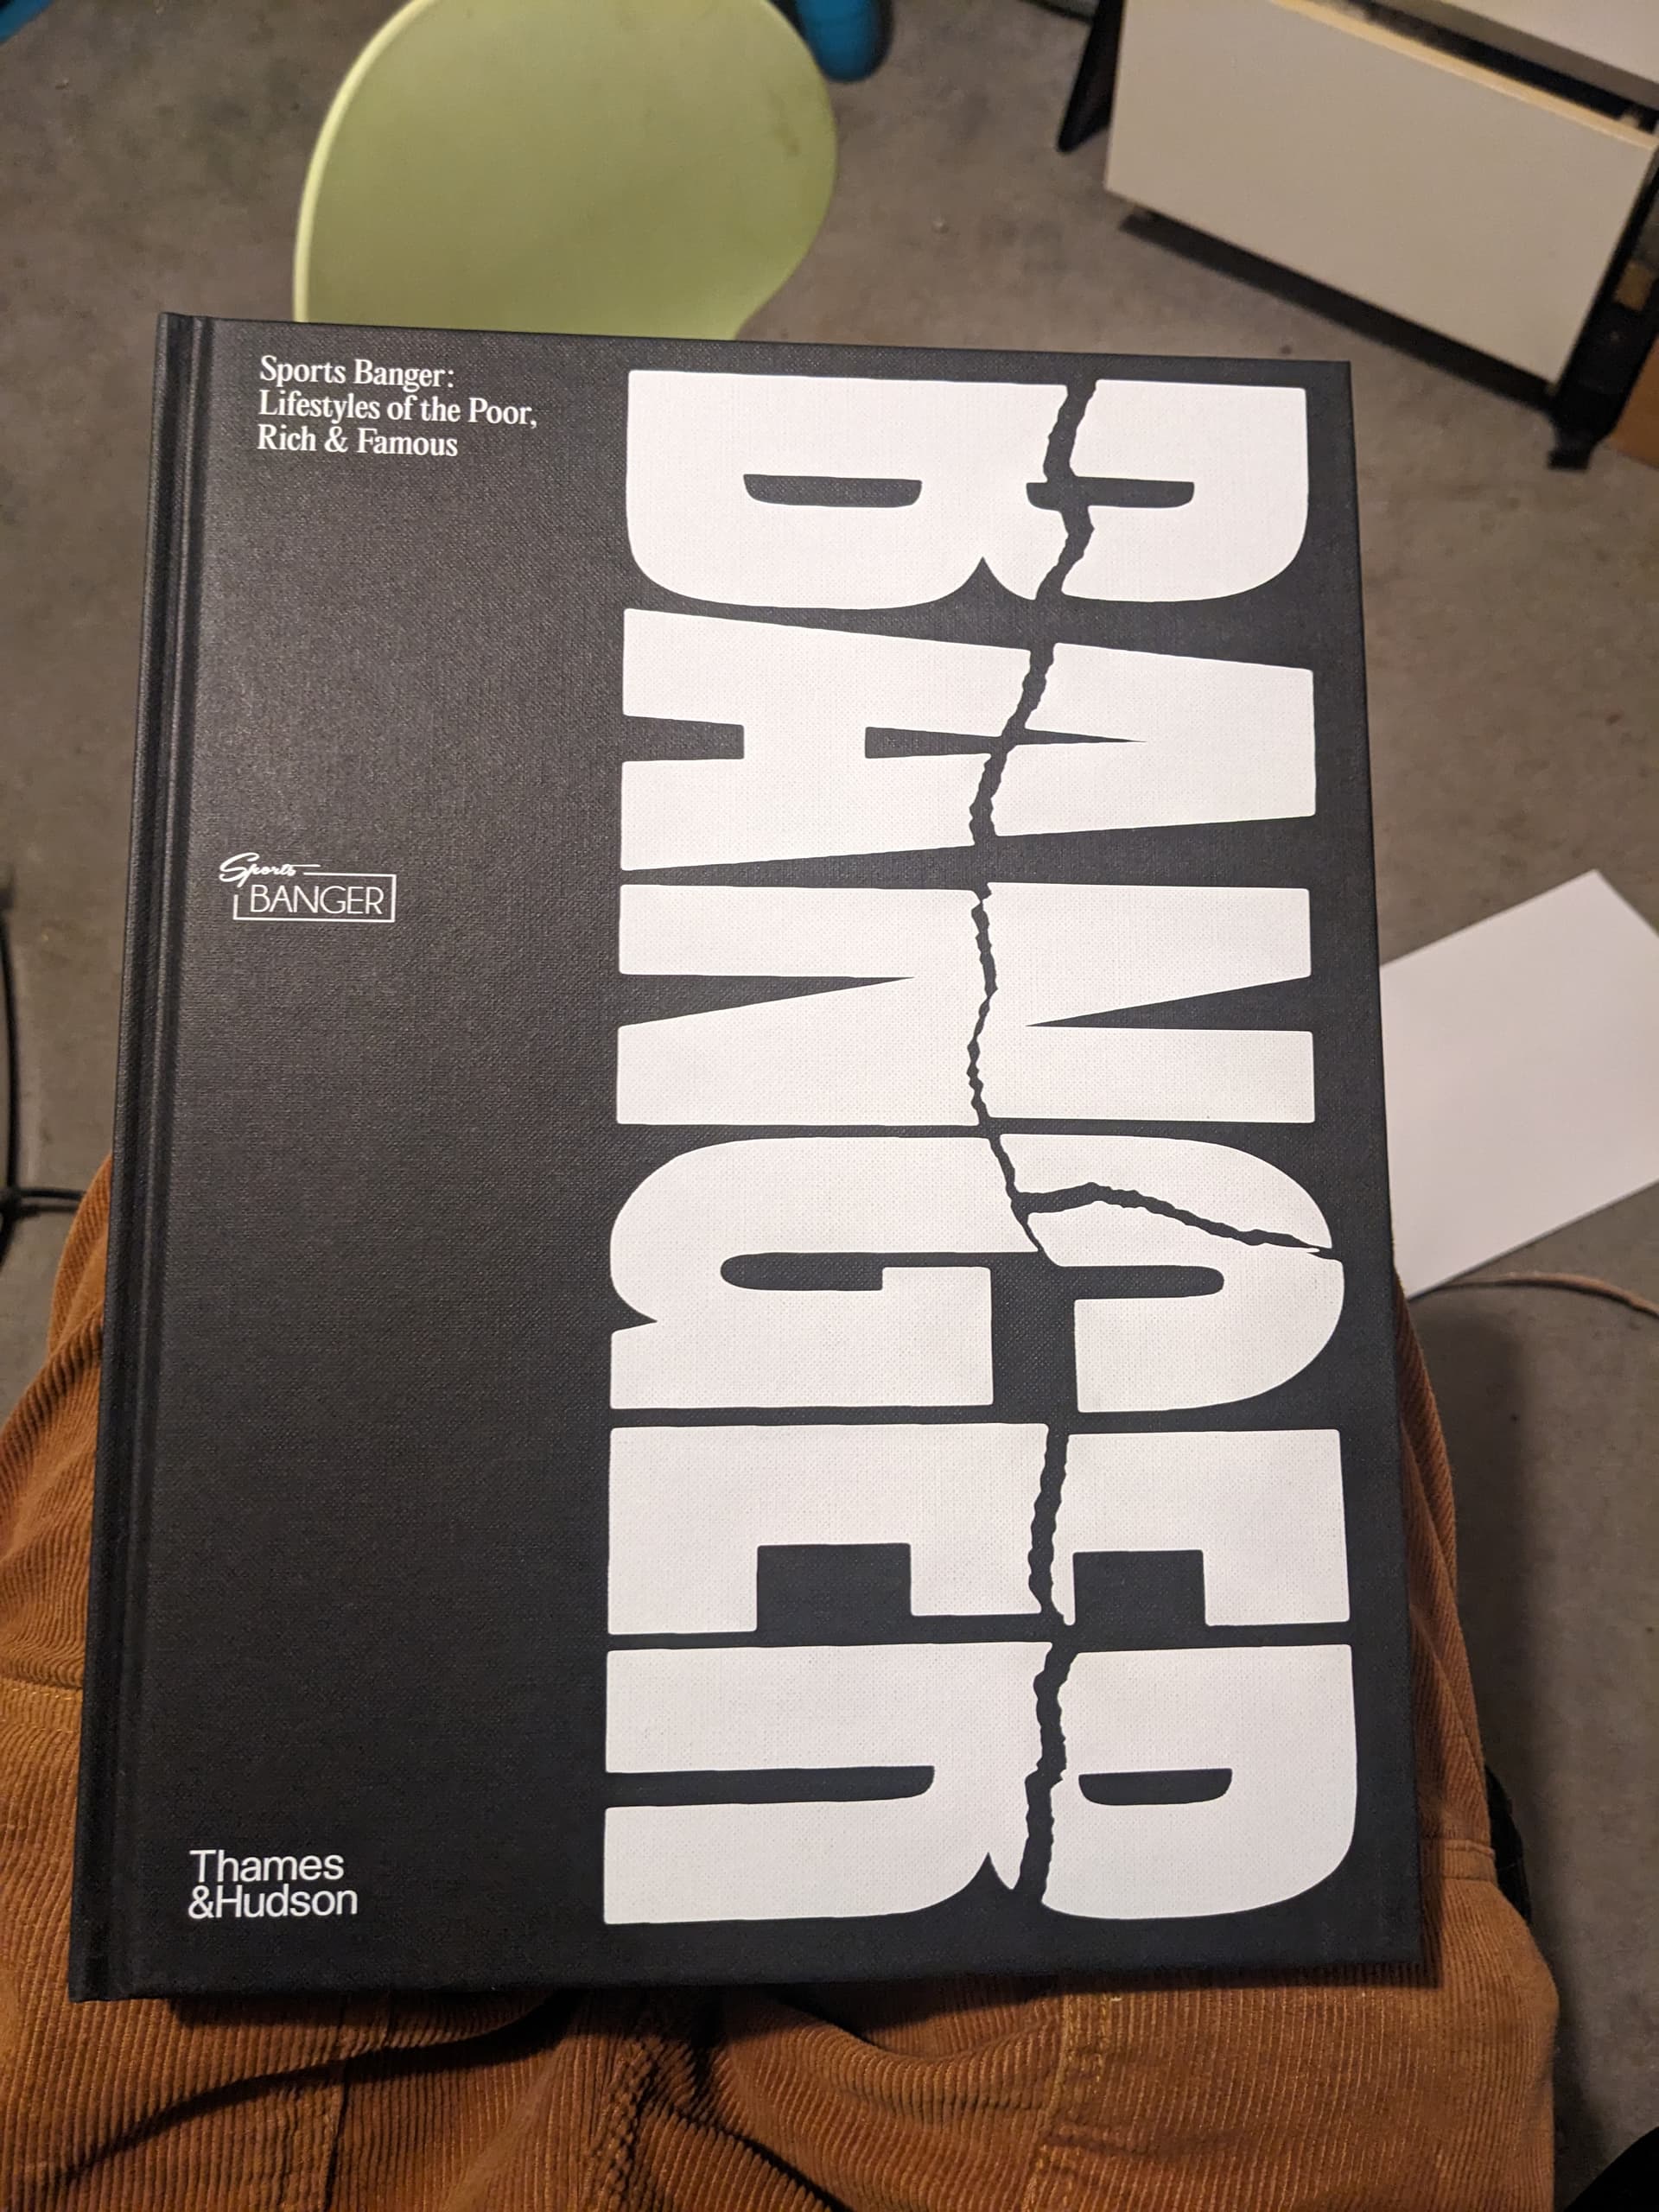 Sports Banger:
Lifestyles of the Poor,
Rich & Famous
BANGER
Sports
BANGER
Thames
&Hudson